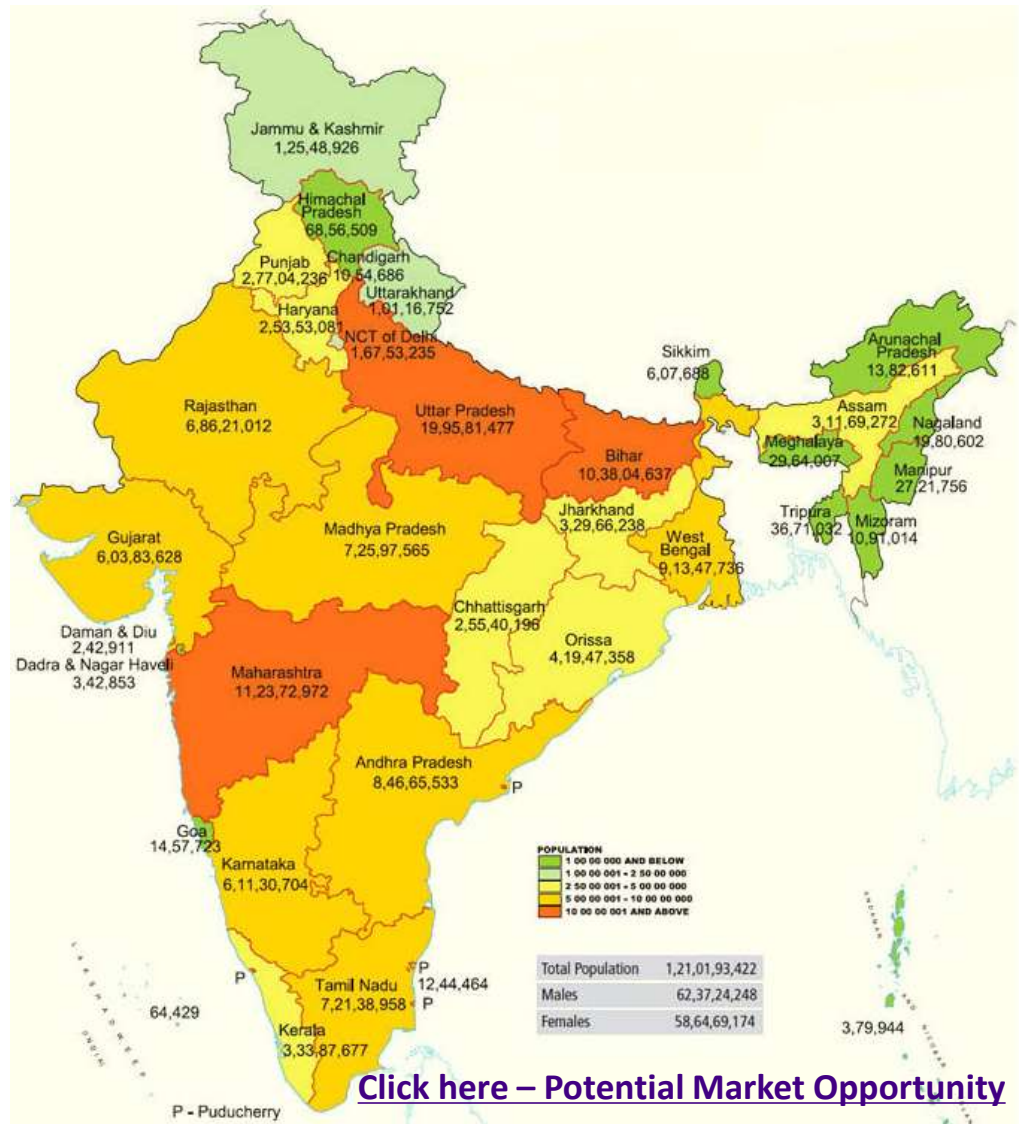 Jammu & Kashmir
1,25,48,926
Himachal
Pradesh
68,56,509
Punjab
2,77,04,236
Chandigarh
10,54,686
Uttarakhand
1,01,16,752
Haryana
2,53,53,081
NCT of Delhi
1,67,53,235
Sikkim
6,07,688
Arunachal
Pradesh
13,82,611
Rajasthan
6,86,21,012
Uttar Pradesh
19,95,81,477
Assam
3,11,69,272
Nagaland
19,80,602
Bihar
10,38,04,637
Meghalaya
29,64,007
Manipur
27,21,756
Jharkhand
3,29,66,238
Tripura
36,71,032
Mizoram
10,91,014
Gujarat
6,03,83,628
Madhya Pradesh
7,25,97,565
West
Bengal
9,13,47,736
Chhattisgarh
2,55,40,196
Daman & Diu
2,42,911
Dadra & Nagar Haveli
3,42,853
Orissa
4,19,47,358
Maharashtra
11,23,72,972
Andhra Pradesh
8,46,65,533
P
Goa
14,57,723
Karnataka
6,11,30,704
POPULATION
1 00 00 000 AND BELOW
1 00 00 001 - 2 50 00 000
2 50 00 001 - 5 00 00 000
5 00 00 001 - 10 00 00 000
10 00 00 001 AND ABOVE
Total Population 1,21,01,93,422
Males 62,37,24,248
Females 58,64,69,174
P
P
12,44,464
P
Tamil Nadu
7,21,38,958
Kerala
3,33,87,677
LAKSHADWEEP
64,429
ANDAMAN AND NICOBAR
3,79,944
Click here – Potential Market Opportunity
P - Puducherry